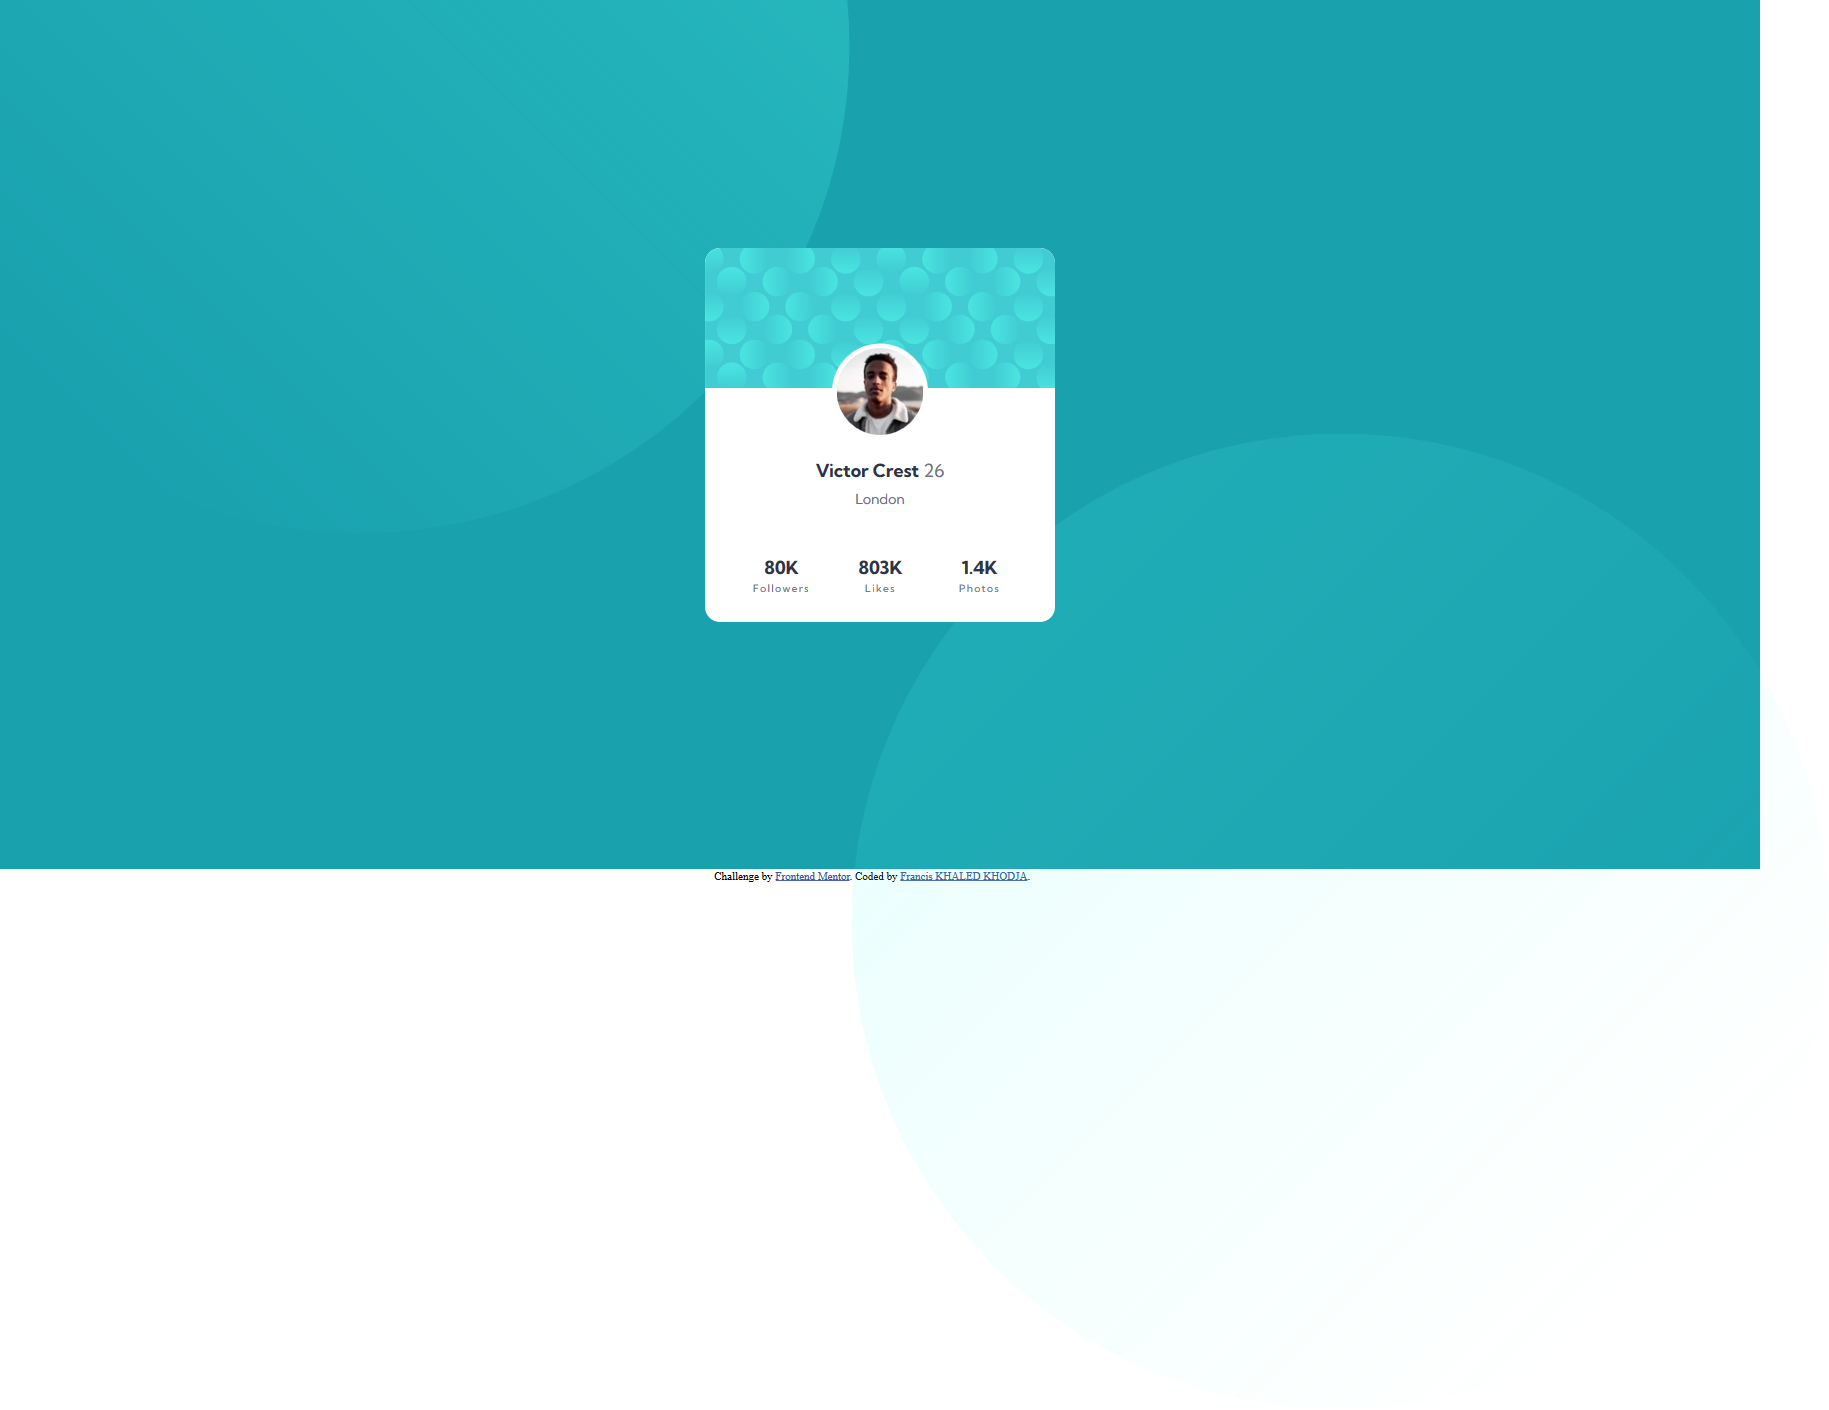 Victor Crest 26
London
80K 803K 1.4K
Followers Likes Photos
Challenge by Frontend Mentor. Coded by Francis KHALED KHODJA.